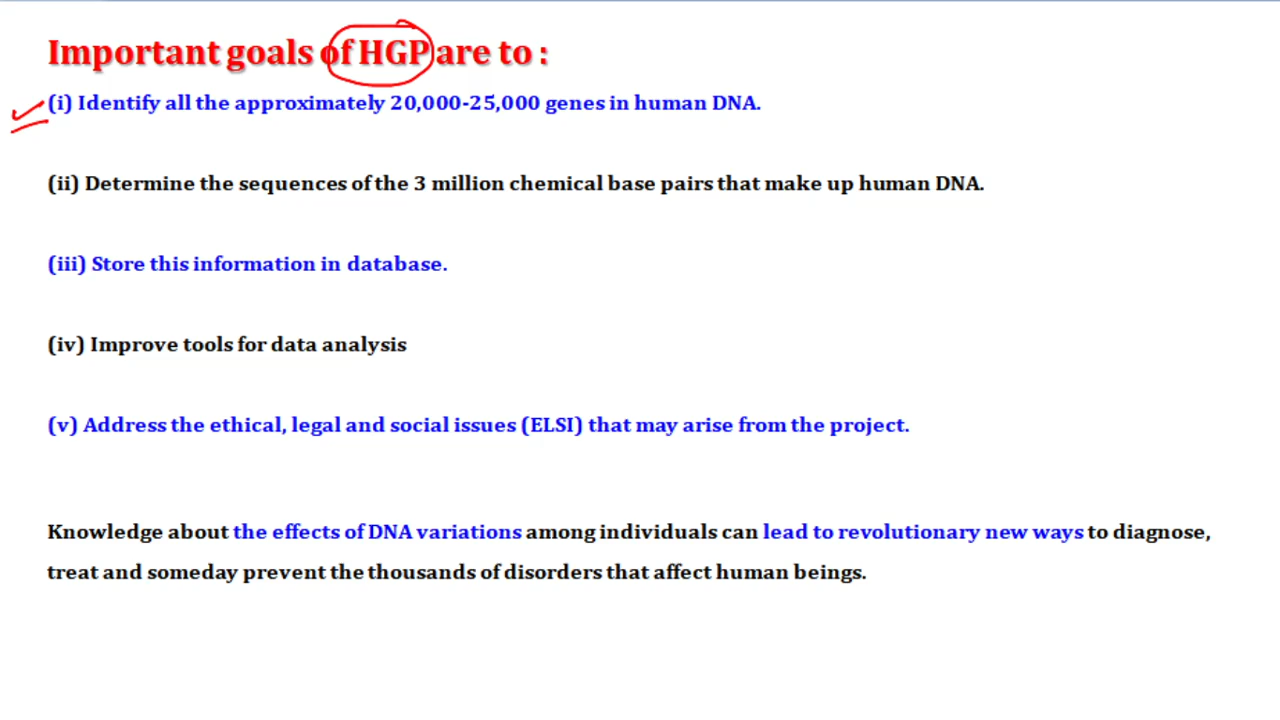 Important goals of HGP are to :
(i) Identify all the approximately 20,000-25,000 genes in human DNA.
(ii) Determine the sequences of the 3 million chemical base pairs that make up human DNA.
(iii) Store this information in database.
(iv) Improve tools for data analysis
(v) Address the ethical, legal and social issues (ELSI) that may arise from the project.
Knowledge about the effects of DNA variations among individuals can lead to revolutionary new ways to diagnose,
treat and someday prevent the thousands of disorders that affect human beings.